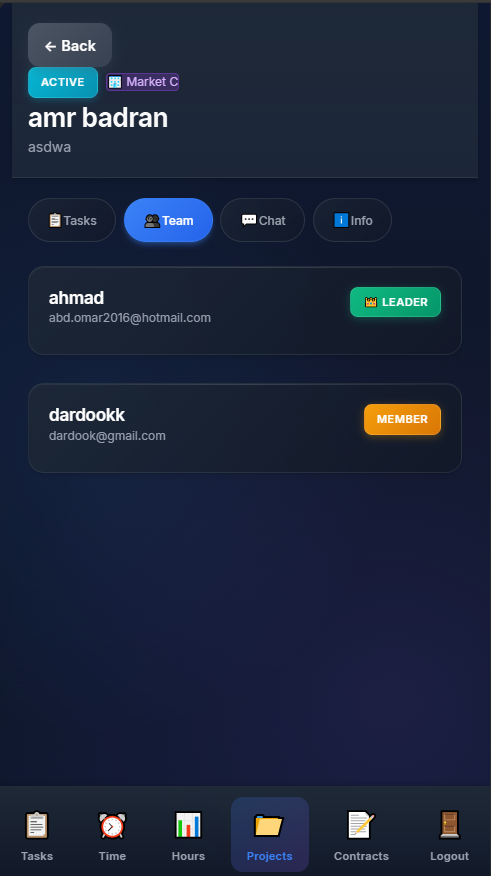 ← Back
ACTIVE Market C
amr badran
asdwa
Tasks Team Chat Info
ahmad LEADER
abd.omar2016@hotmail.com
dardookk MEMBER
dardook@gmail.com
Tasks Time Hours Projects Contracts Logout